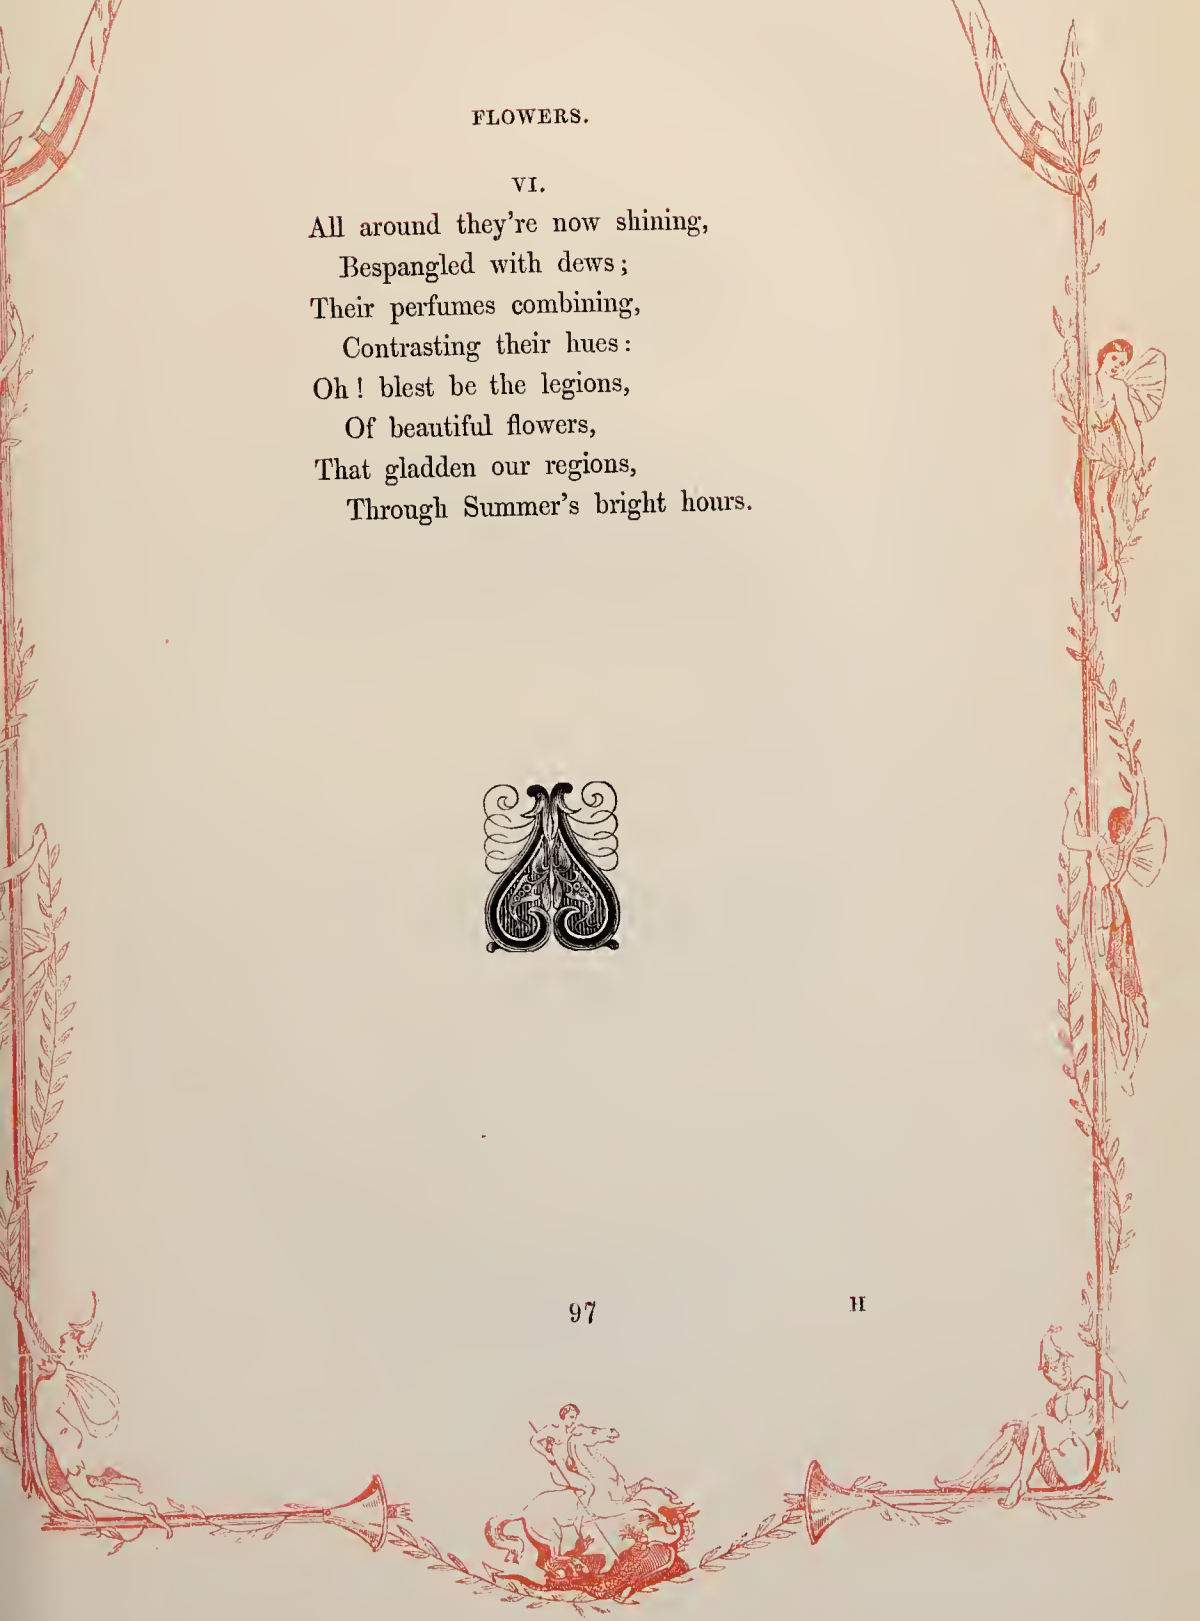 FLOWERS.
VI.
All around they're now shining,
Bespangled with dews;
Their perfumes combining,
Contrasting their hues:
Oh! blest be the legions,
Of beautiful flowers,
That gladden our regions,
Through Summer's bright hours.
97
H